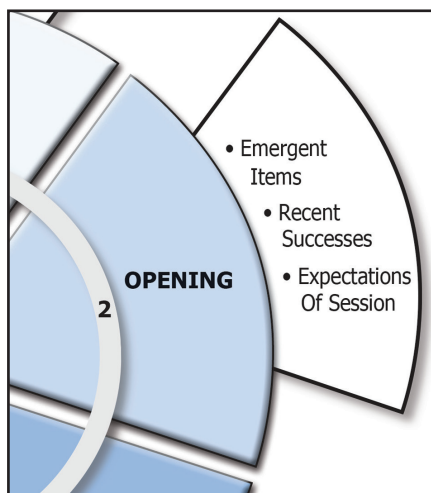 • Emergent
Items
• Recent
Successes
• Expectations
Of Session
OPENING
2